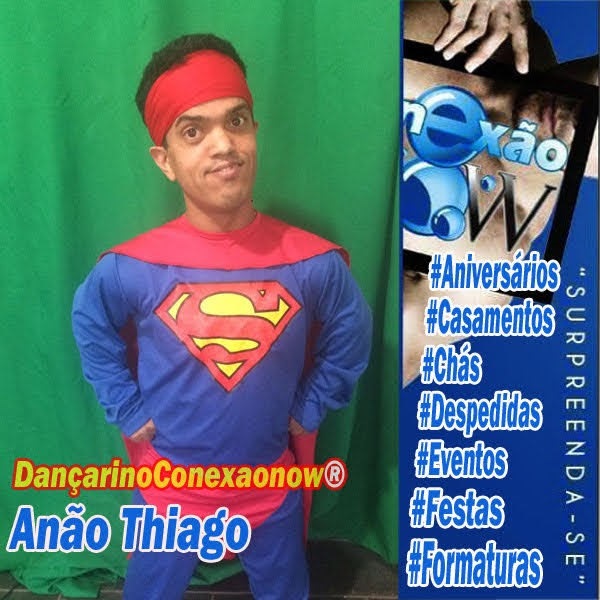 nexão
W
#Aniversários
#Casamentos
#Chás
#Despedidas
#Eventos
#Festas
#Formaturas
"SURPREENDA-SE"
DançarinoConexaonow®
Anão Thiago
S